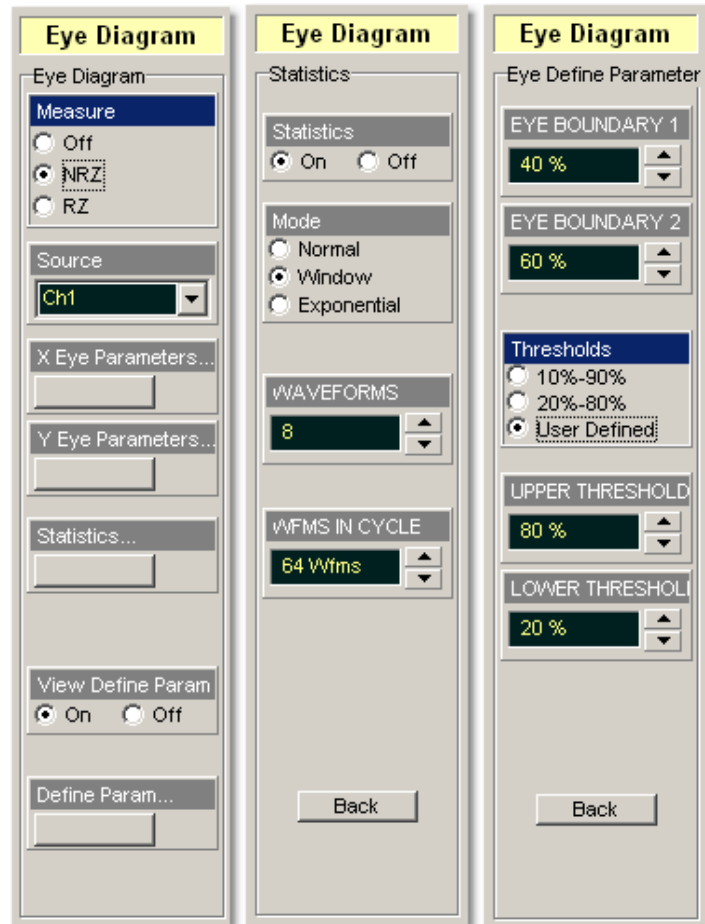 Eye Diagram
Eye Diagram
Measure
Off
NRZ
RZ
Source
Ch1
X Eye Parameters...
Y Eye Parameters...
Statistics...
View Define Param
On Off
Define Param...
Eye Diagram
Statistics
Statistics
On Off
Mode
Normal
Window
Exponential
WAVEFORMS
8
WFMS IN CYCLE
64 Wfms
Back
Eye Diagram
Eye Define Parameter
EYE BOUNDARY 1
40 %
EYE BOUNDARY 2
60 %
Thresholds
10%-90%
20%-80%
User Defined
UPPER THRESHOLD
80 %
LOWER THRESHOL
20 %
Back